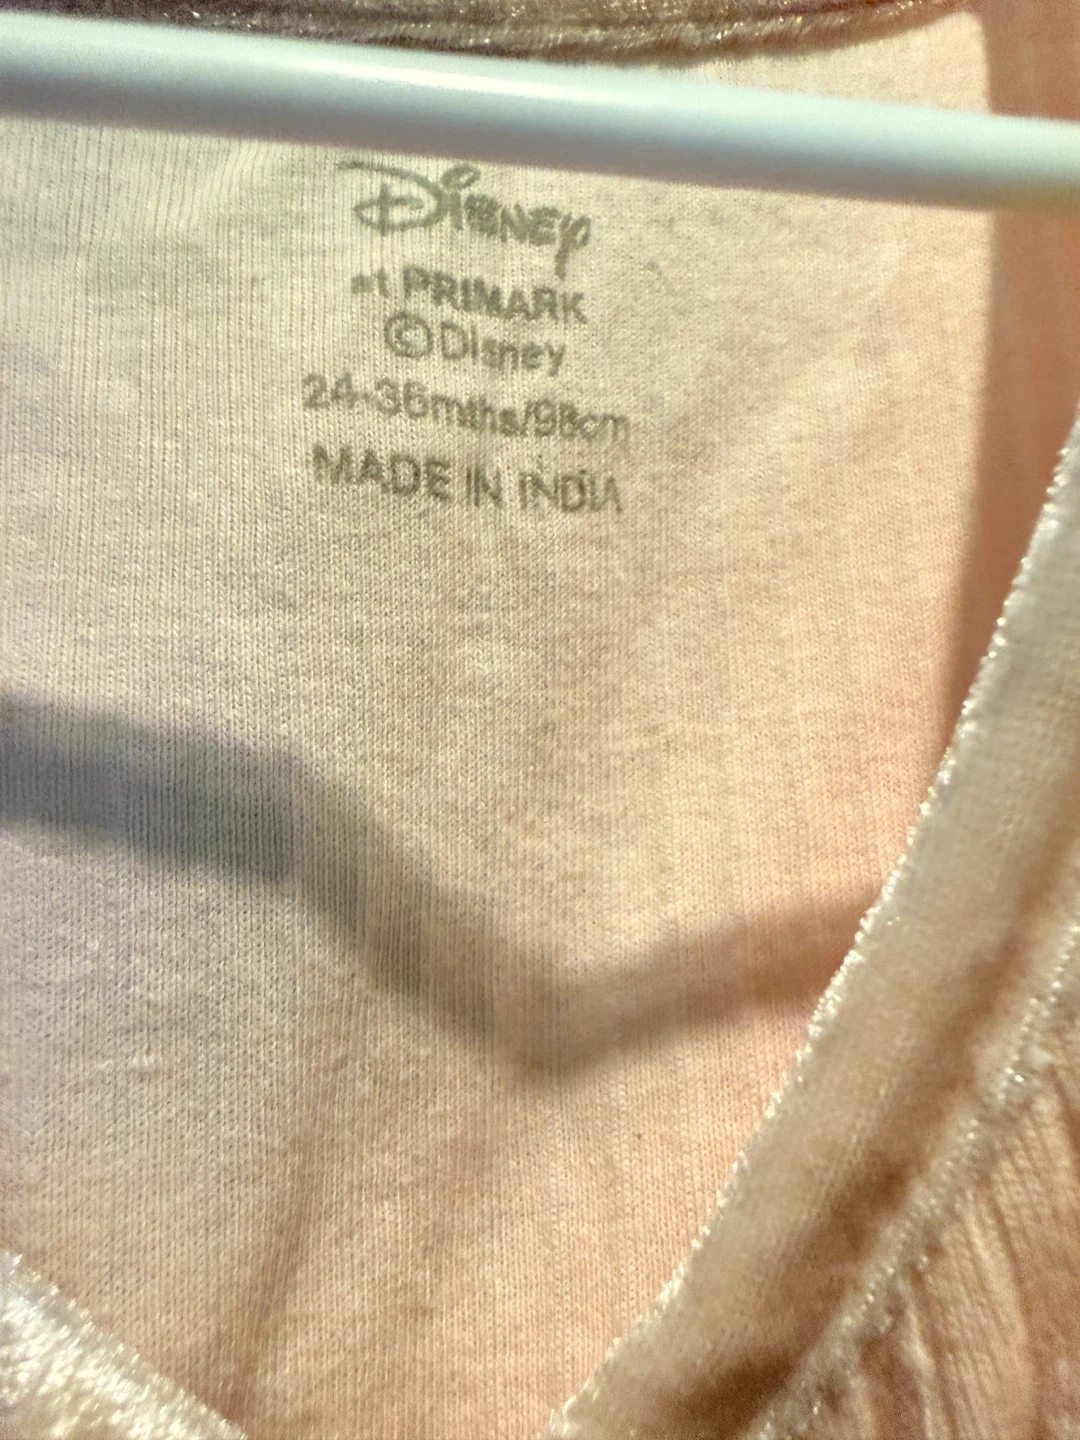 Disney
at PRIMARK
©Disney
24-36mths/98cm
MADE IN INDIA